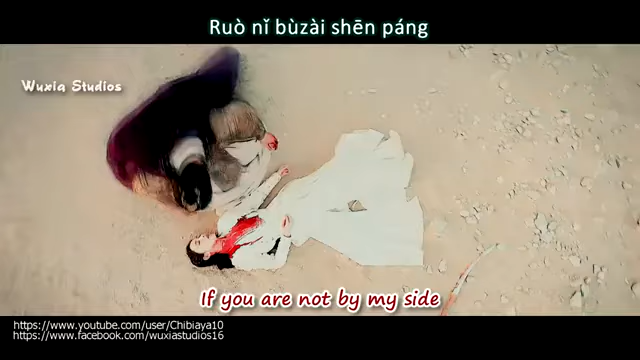 Ruò nǐ bùzài shēn páng
Wuxia Studios
If you are not by my side
https://www.youtube.com/user/Chibiaya10
https://www.facebook.com/wuxiastudios16